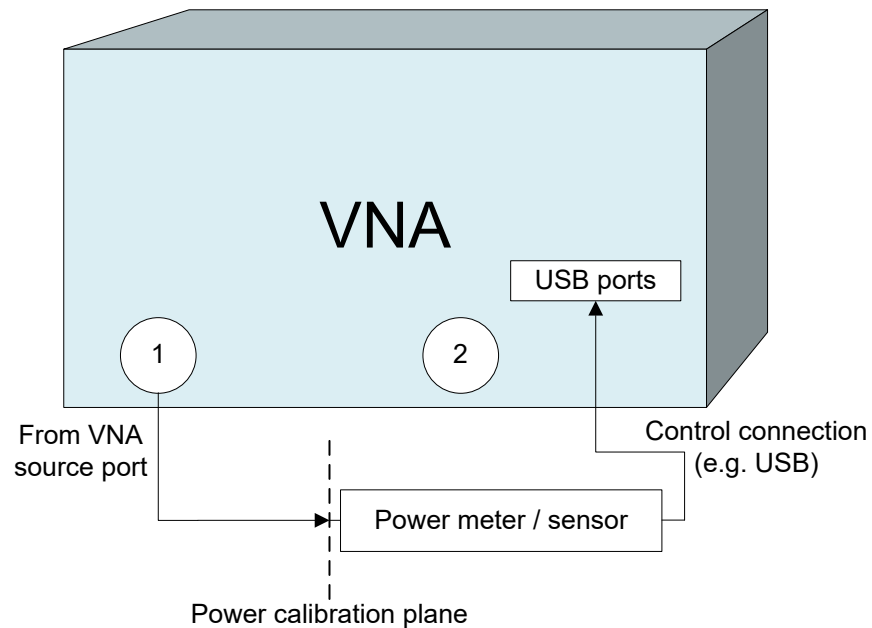 VNA
USB ports
1
2
From VNA
source port
Control connection
(e.g. USB)
Power meter / sensor
Power calibration plane